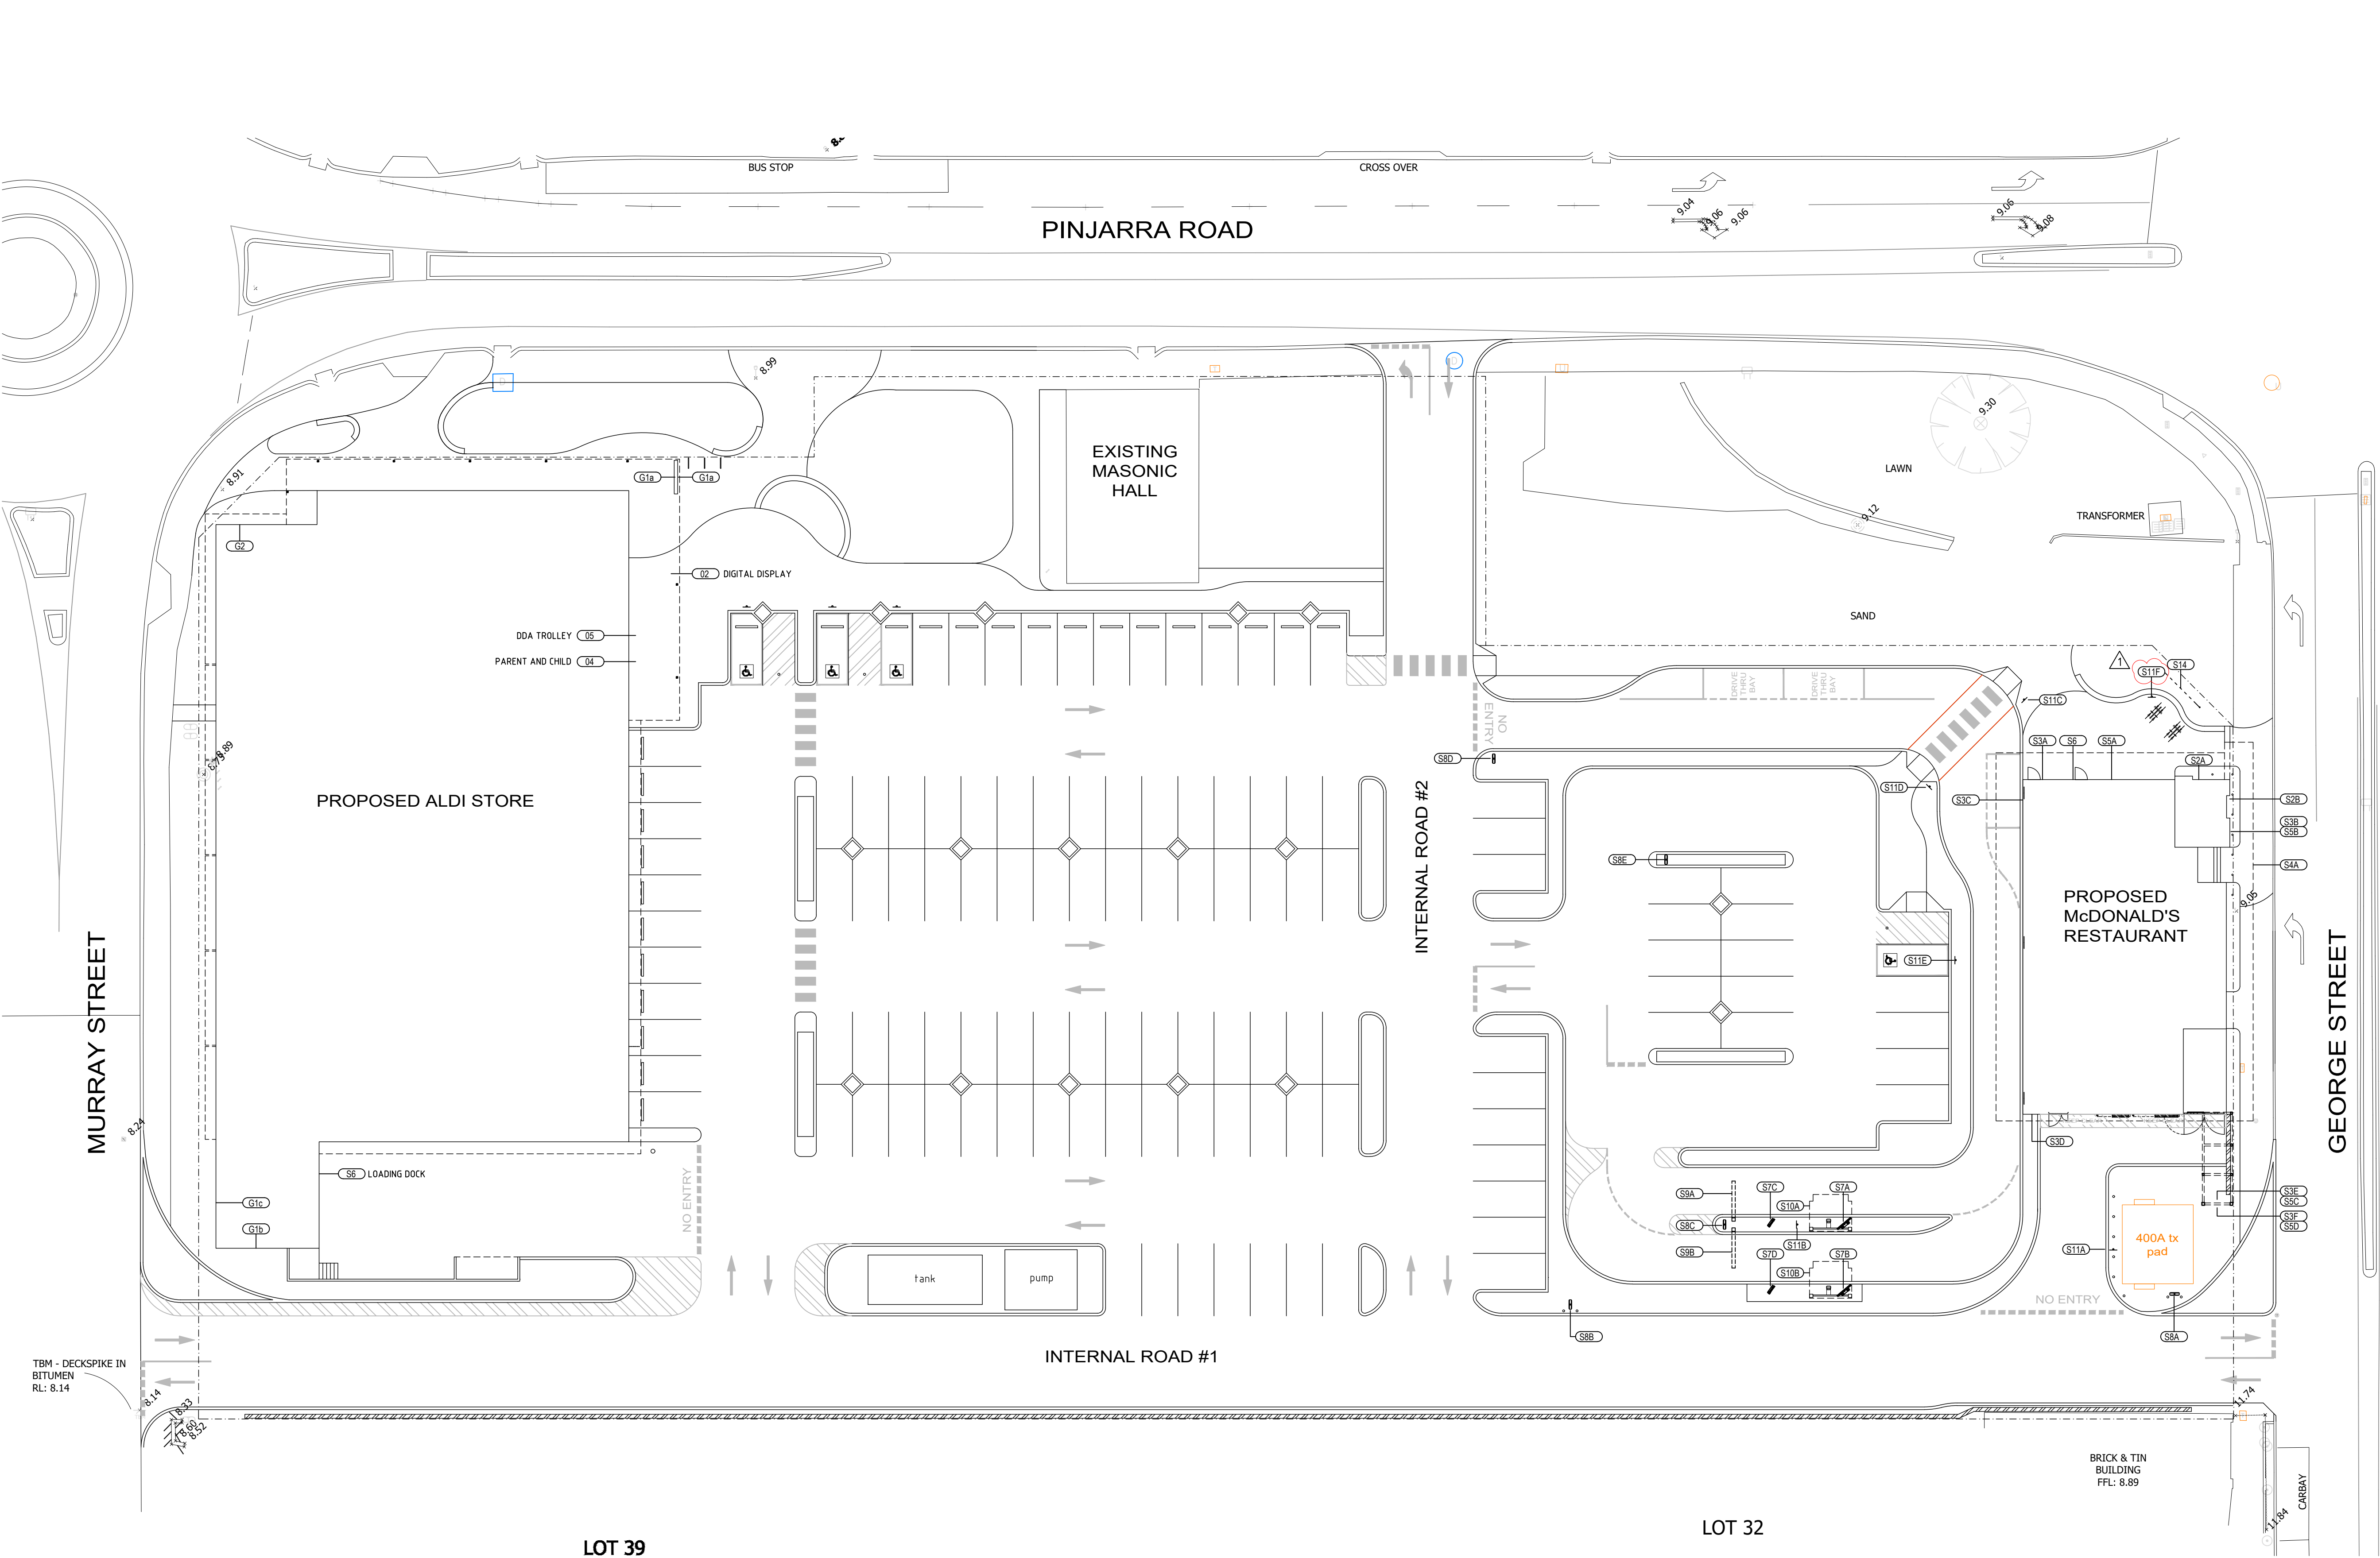 BUS STOP
CROSS OVER
9.04
9.06
9.06
9.06
9.08
PINJARRA ROAD
8.99
9.30
EXISTING
MASONIC
HALL
LAWN
8.91
G1a
G1a
9.12
TRANSFORMER
G2
02
DIGITAL DISPLAY
SAND
DDA TROLLEY
05
PARENT AND CHILD
04
DRIVE
THRU
BAY
DRIVE
THRU
BAY
1
S11F
S14
S11C
NO
ENTRY
S3A
S6
S5A
S2A
8.89
8.79
S8D
S11D
S3C
S2B
PROPOSED ALDI STORE
INTERNAL ROAD #2
S3B
S5B
S8E
S4A
PROPOSED
McDONALD'S
RESTAURANT
9.05
MURRAY STREET
GEORGE STREET
S11E
8.24
S3D
S6
LOADING DOCK
NO ENTRY
S9A
S7C
S7A
S10A
S3E
S5C
G1c
S8C
S3F
S5D
G1b
S11B
400A tx
pad
S9B
S7D
S7B
S11A
S10B
tank
pump
NO ENTRY
S8B
S8A
INTERNAL ROAD #1
TBM - DECKSPIKE IN
BITUMEN
RL: 8.14
8.14
8.33
8.60
8.52
11.74
BRICK & TIN
BUILDING
FFL: 8.89
CARBAY
11.84
LOT 39
LOT 32